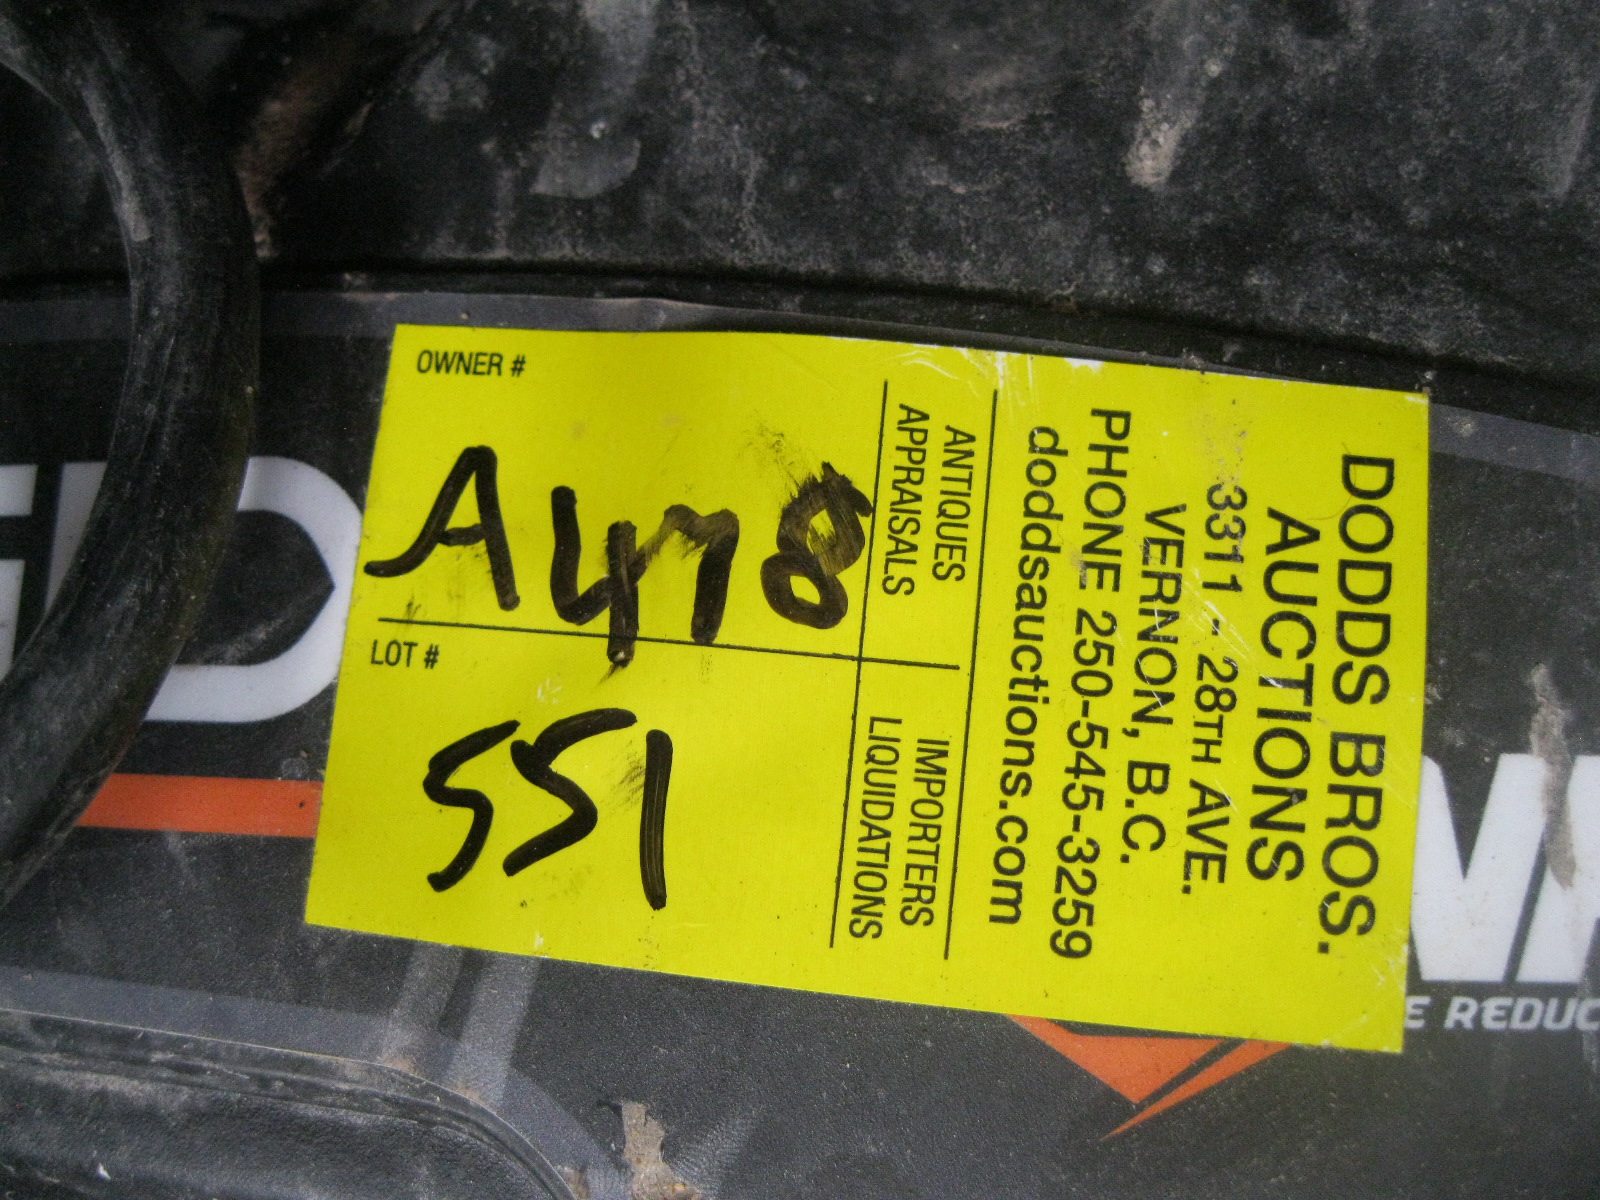 OWNER #
A478
LOT #
551
ANTIQUES
APPRAISALS
IMPORTERS
LIQUIDATIONS
DODDS BROS.
AUCTIONS
3311 - 28TH AVE.
VERNON, B.C.
PHONE 250-545-3259
doddsauctions.com
E REDUC